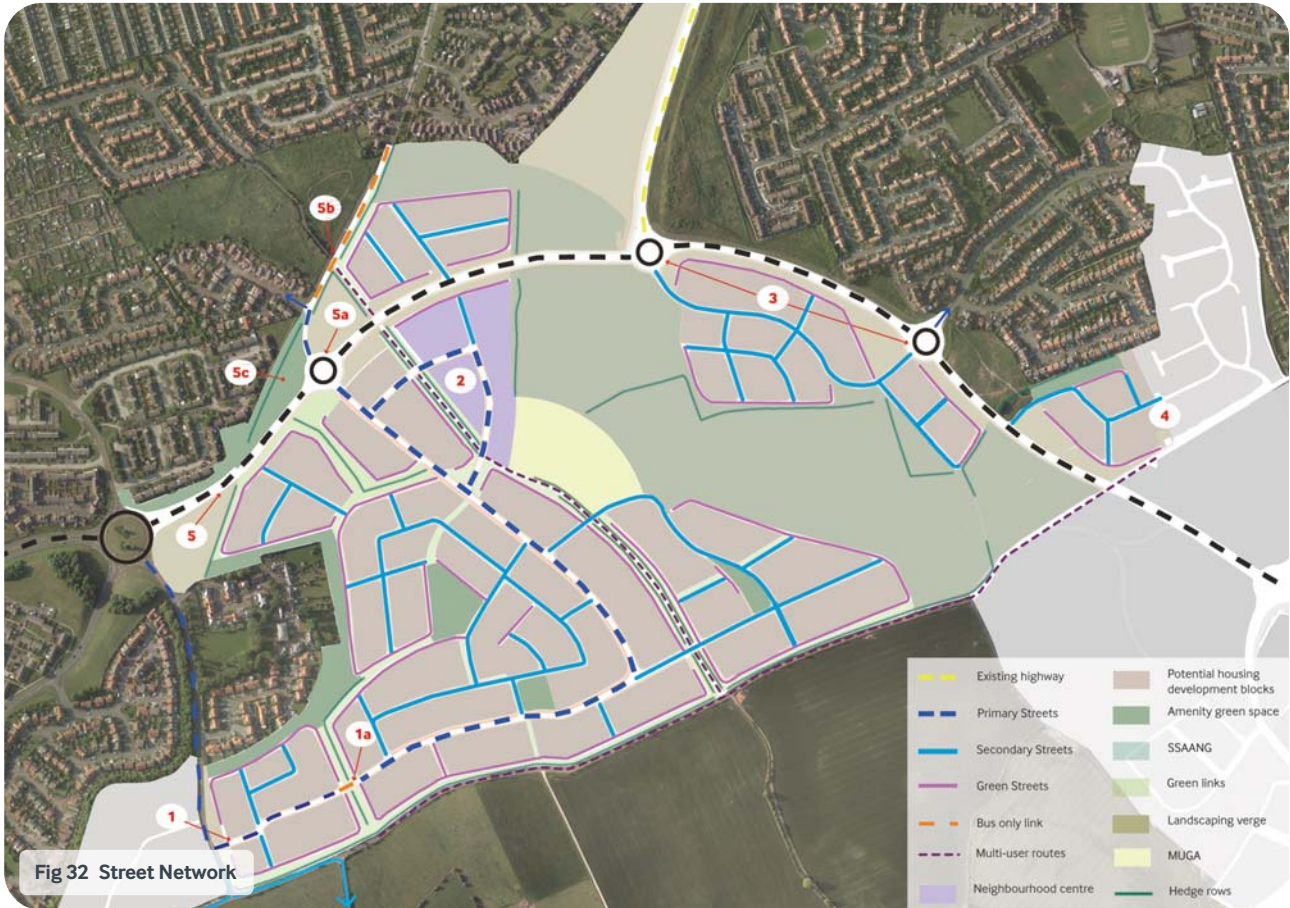 5b
5a
3
5c
2
4
5
1a
1
Existing highway
Primary Streets
Secondary Streets
Green Streets
Bus only link
Multi-user routes
Neighbourhood centre
Potential housing
development blocks
Amenity green space
SSAANG
Green links
Landscaping verge
MUGA
Hedge rows
Fig 32 Street Network